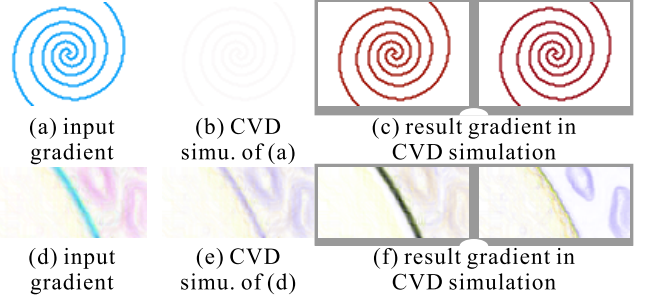 (a) input
gradient
(b) CVD
simu. of (a)
(c) result gradient in
CVD simulation
(d) input
gradient
(e) CVD
simu. of (d)
(f) result gradient in
CVD simulation